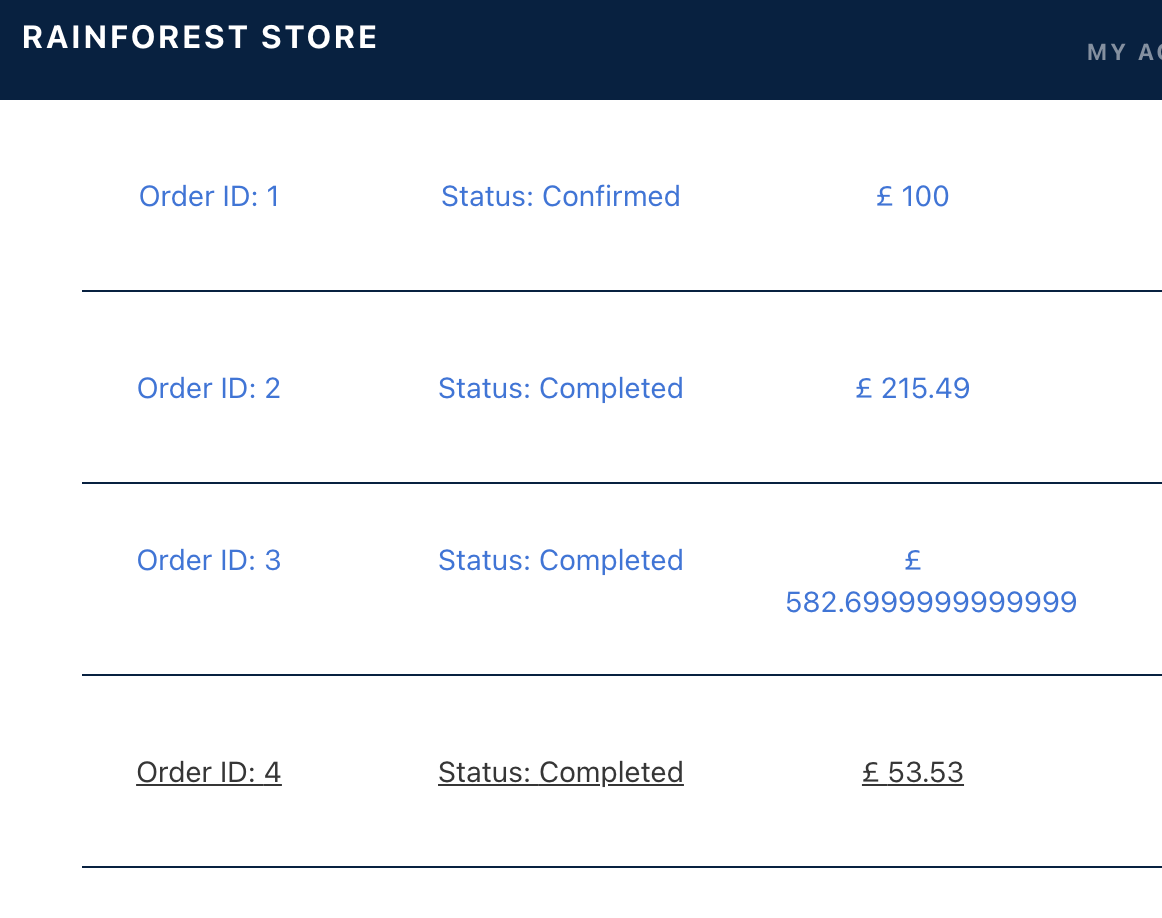 RAINFOREST STORE
MY AC
Order ID: 1 Status: Confirmed £ 100
Order ID: 2 Status: Completed £ 215.49
Order ID: 3 Status: Completed £
582.6999999999999
Order ID: 4 Status: Completed £ 53.53